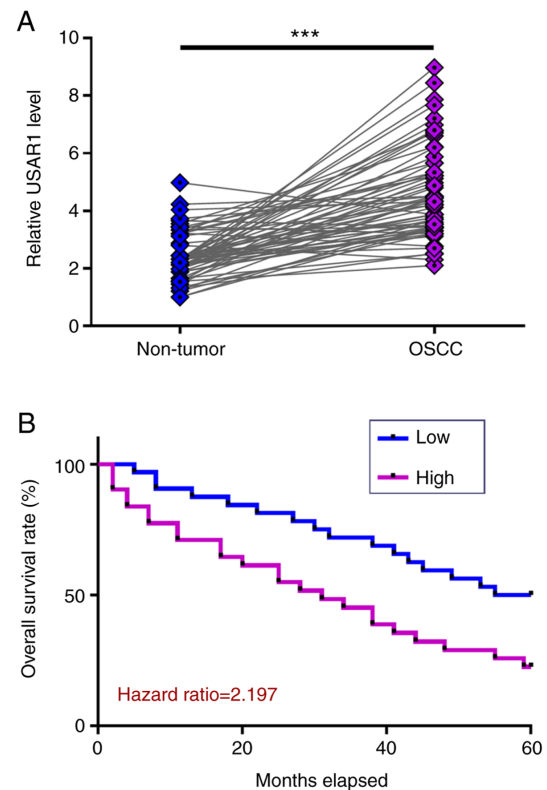 A
***
Relative USAR1 level
10
8
6
4
2
0
Non-tumor
OSCC
B
Low
High
Overall survival rate (%)
100
50
0
Hazard ratio=2.197
0
20
40
60
Months elapsed